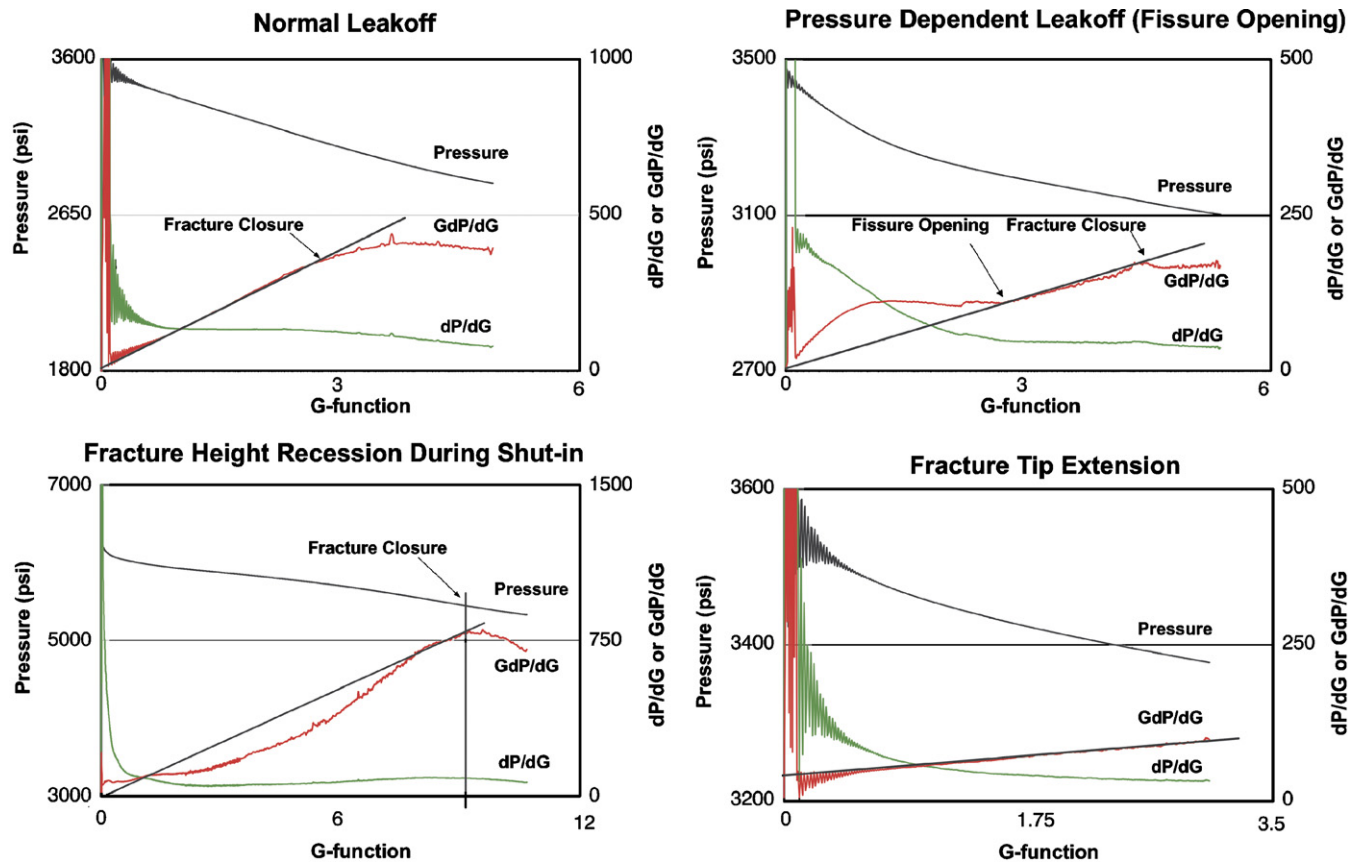 Normal Leakoff
3600
1000
Pressure (psi)
dP/dG or GdP/dG
Pressure
2650
500
Fracture Closure
GdP/dG
dP/dG
1800
0
0
3
6
G-function
Pressure Dependent Leakoff (Fissure Opening)
3500
500
Pressure (psi)
dP/dG or GdP/dG
Pressure
3100
250
Fissure Opening
Fracture Closure
GdP/dG
dP/dG
2700
0
0
3
6
G-function
Fracture Height Recession During Shut-in
7000
1500
Pressure (psi)
dP/dG or GdP/dG
Fracture Closure
Pressure
5000
750
GdP/dG
dP/dG
3000
0
0
6
12
G-function
Fracture Tip Extension
3600
500
Pressure (psi)
dP/dG or GdP/dG
Pressure
3400
250
GdP/dG
dP/dG
3200
0
0
1.75
3.5
G-function